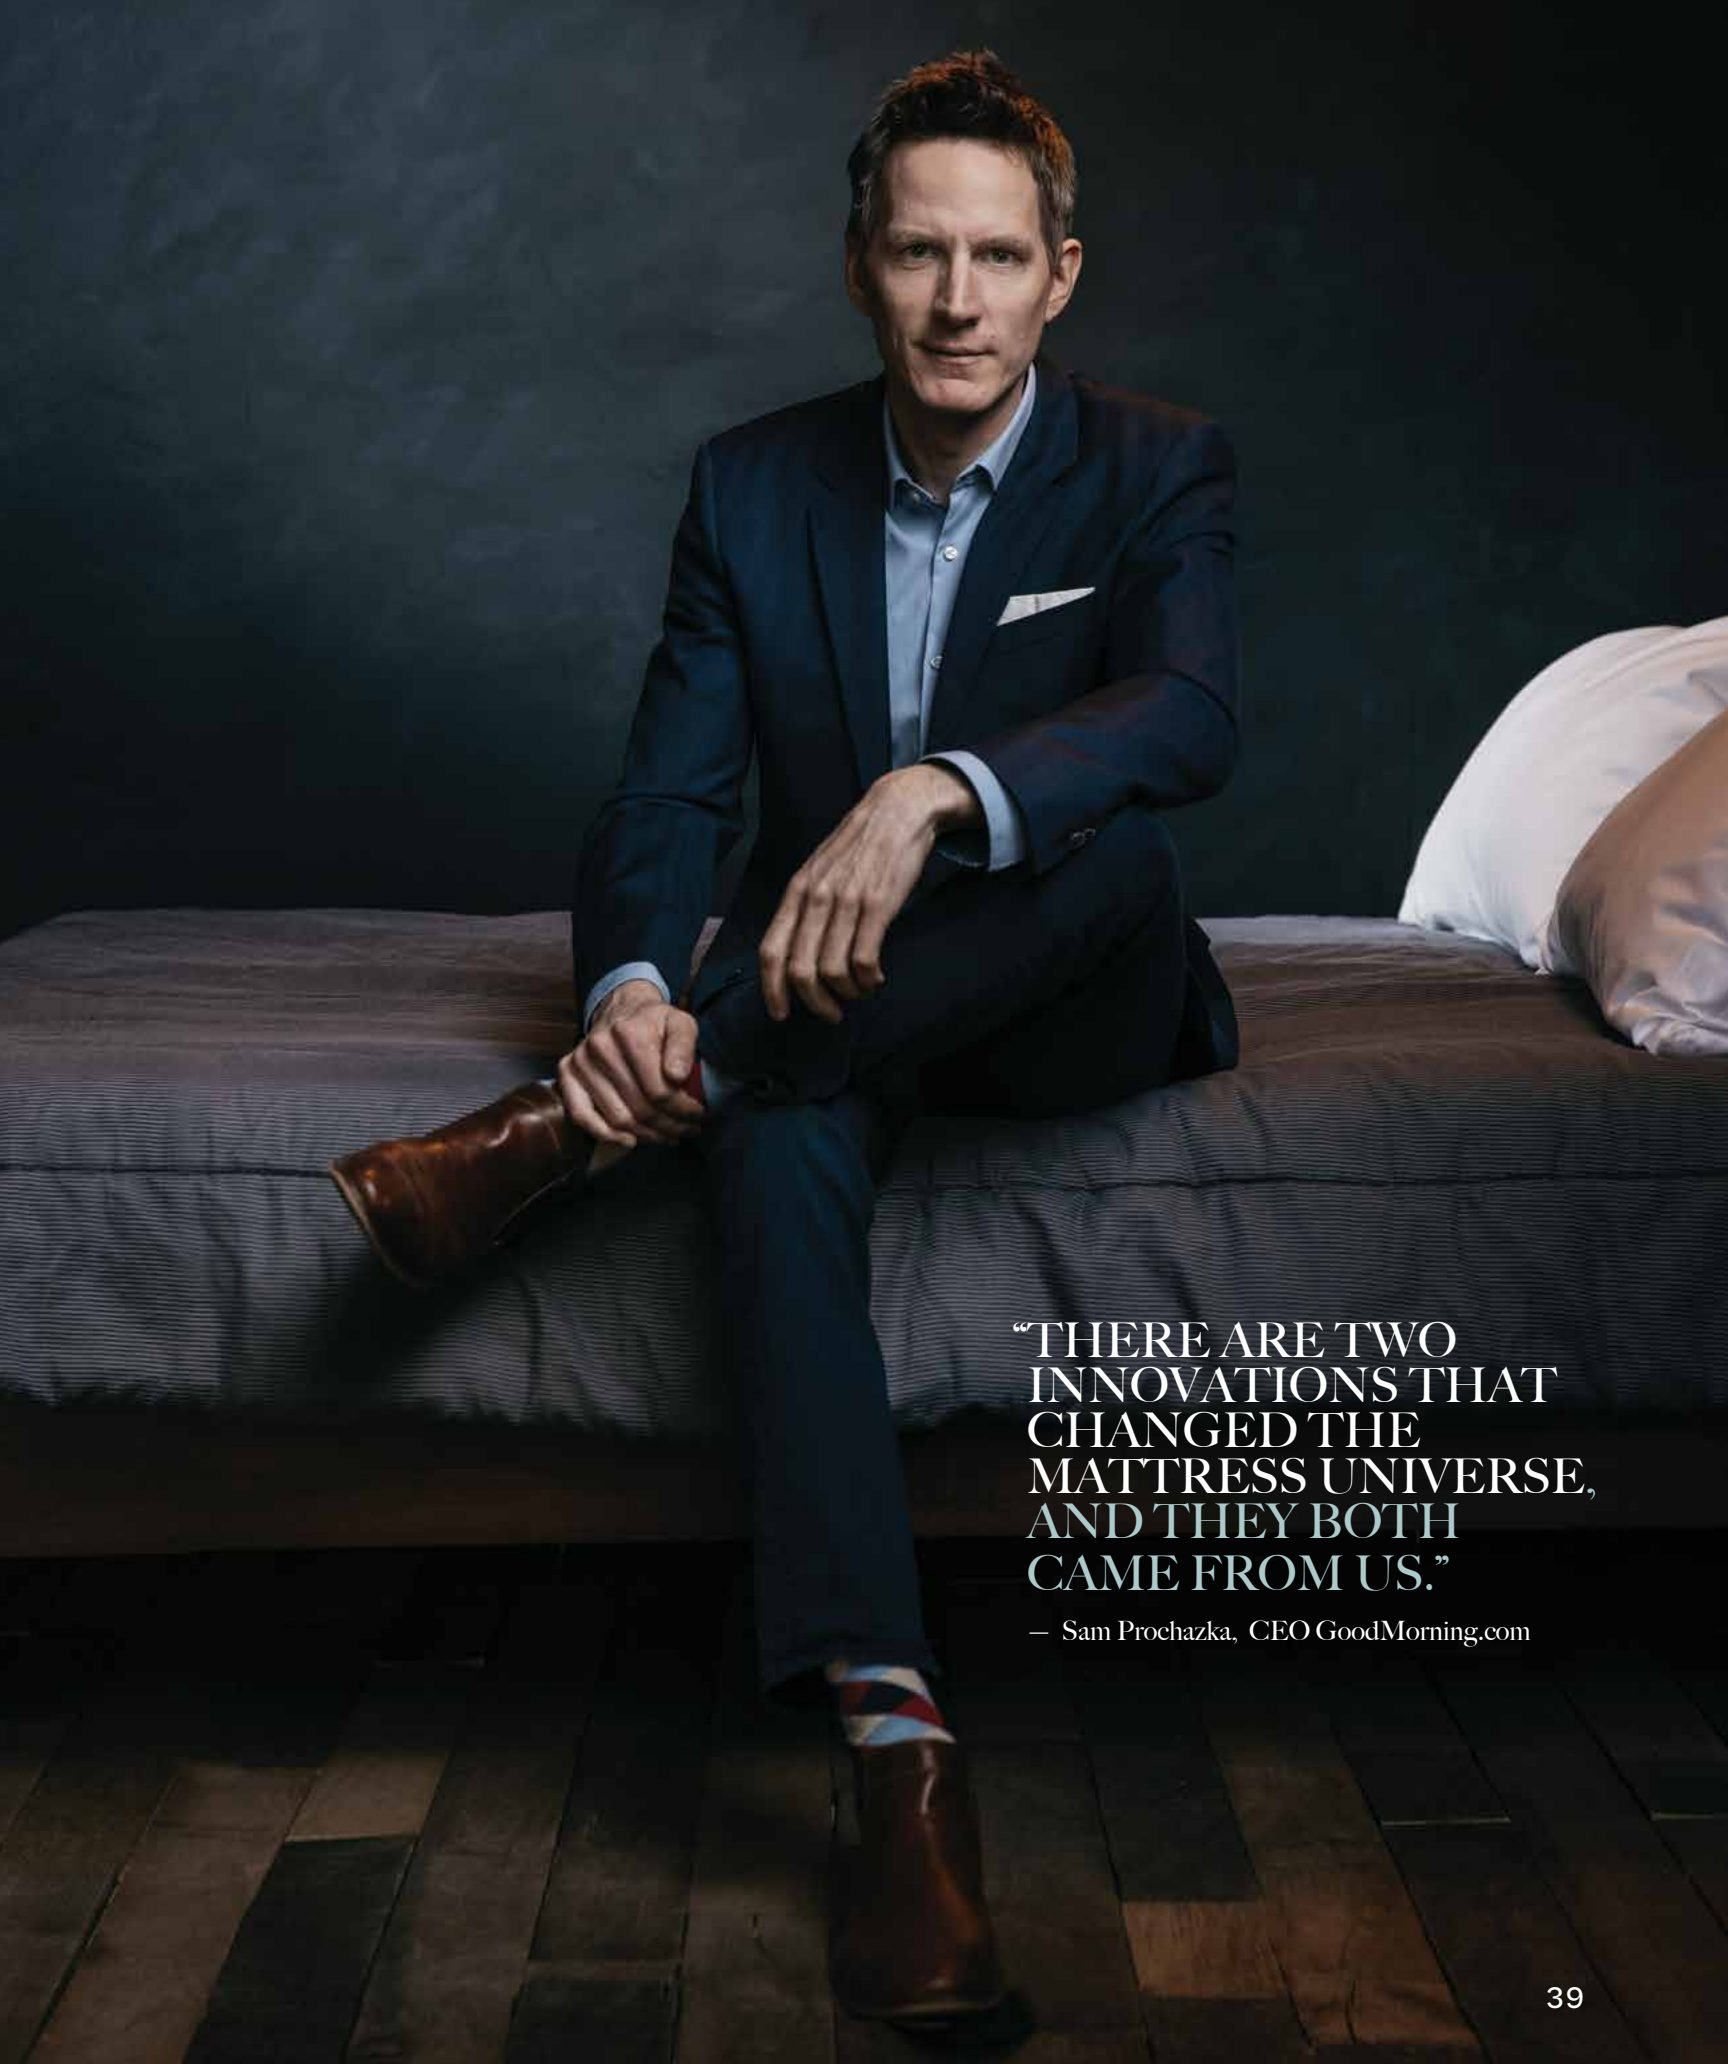 “THERE ARE TWO
INNOVATIONS THAT
CHANGED THE
MATTRESS UNIVERSE,
AND THEY BOTH
CAME FROM US.”
— Sam Prochazka, CEO GoodMorning.com
39